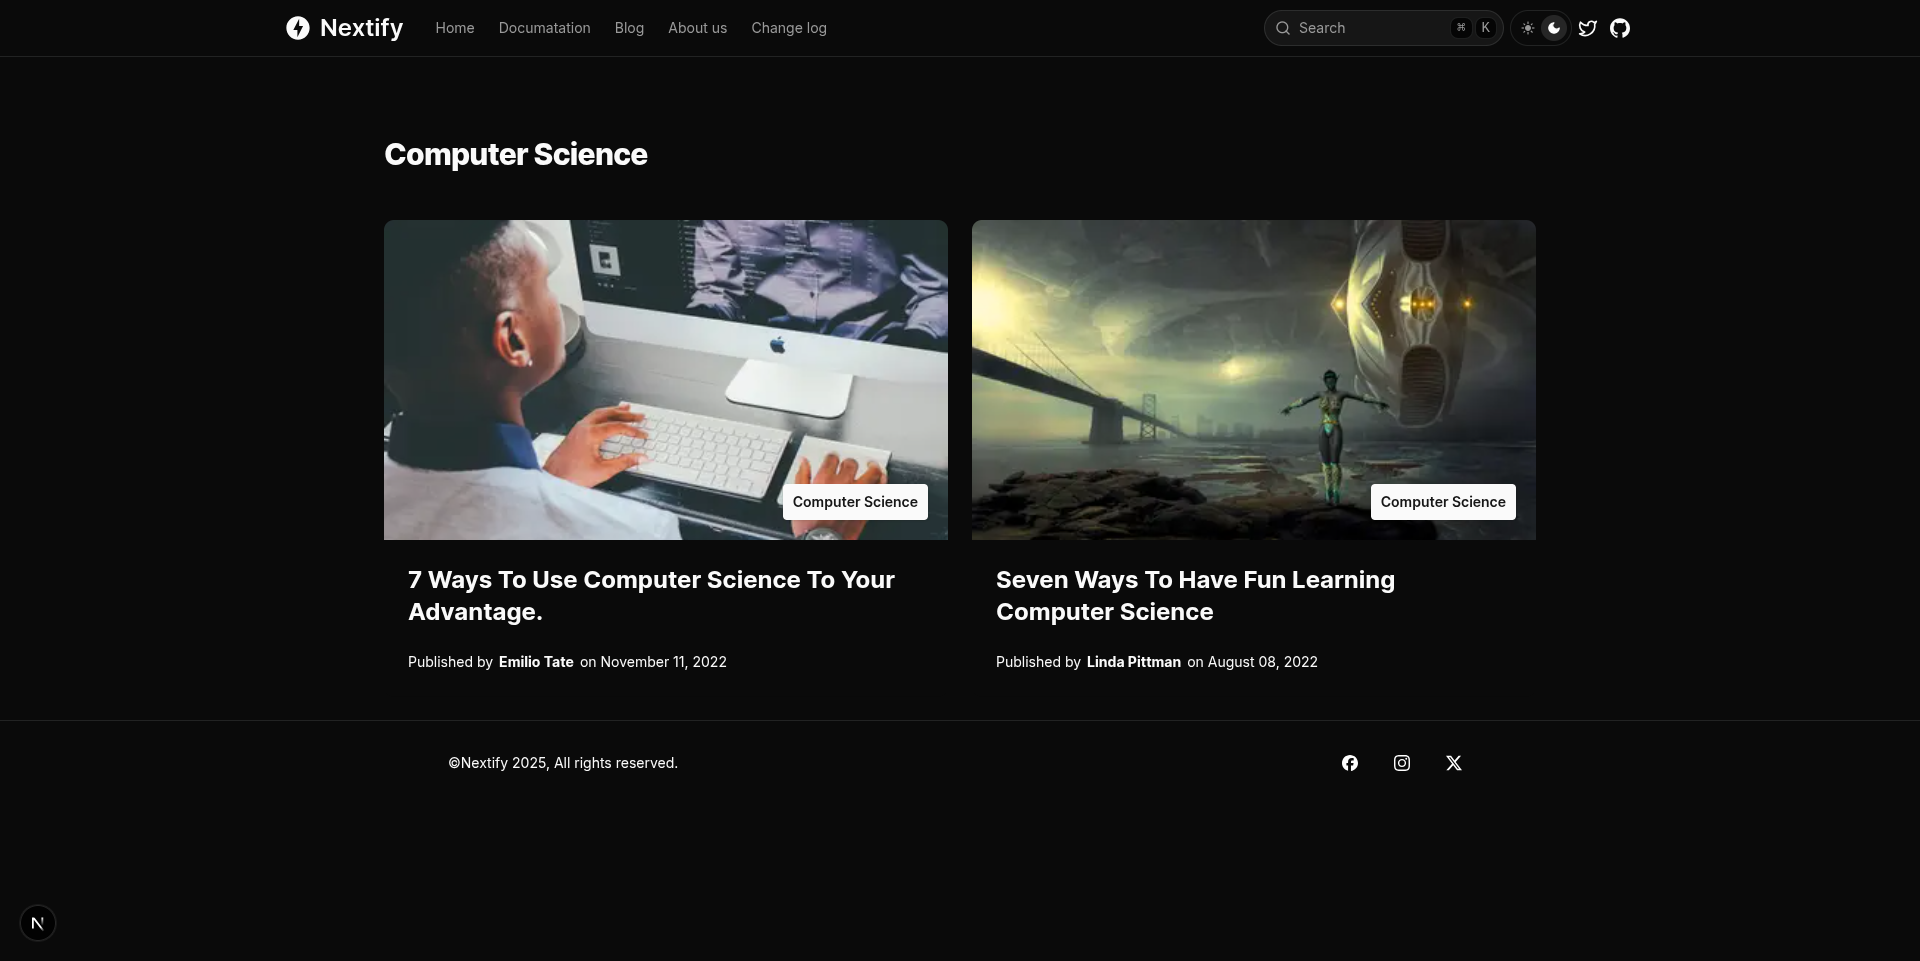 Nextify
Home Documatation Blog About us Change log
Search ⌘ K
Computer Science
Computer Science
7 Ways To Use Computer Science To Your
Advantage.
Published by Emilio Tate on November 11, 2022
Computer Science
Seven Ways To Have Fun Learning
Computer Science
Published by Linda Pittman on August 08, 2022
©Nextify 2025, All rights reserved.
N